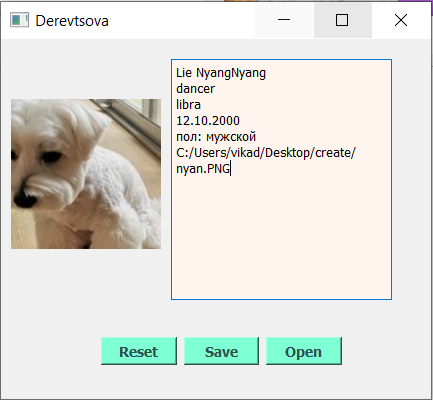 Derevtsova
Lie NyangNyang
dancer
libra
12.10.2000
пол: мужской
C:/Users/vikad/Desktop/create/
nyan.PNG
Reset Save Open